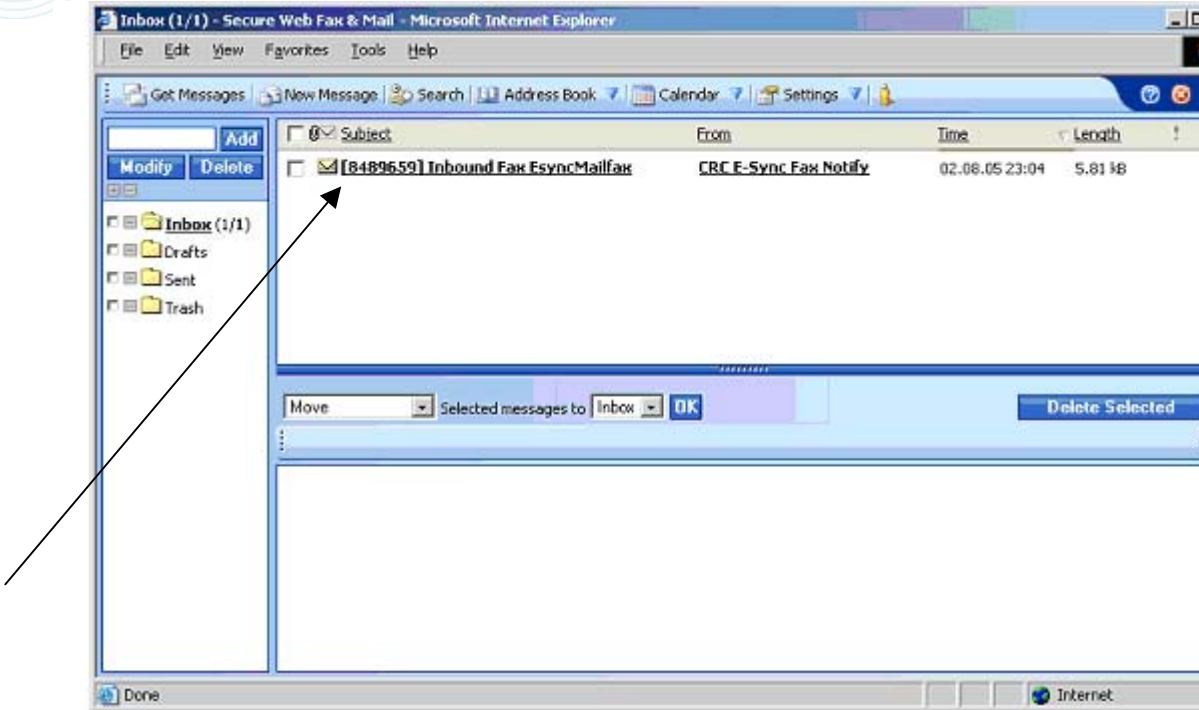 Inbox (1/1) - Secure Web Fax & Mail - Microsoft Internet Explorer
File Edit View Favorites Tools Help
Get Messages New Message Search Address Book Calendar Settings
Add
Modify Delete
Inbox (1/1)
Drafts
Sent
Trash
Subject From Time Length !
[8489659] Inbound Fax EsyncMailfax CRC E-Sync Fax Notify 02.08.05 23:04 5.81 kB
Move Selected messages to Inbox OK Delete Selected
Done Internet